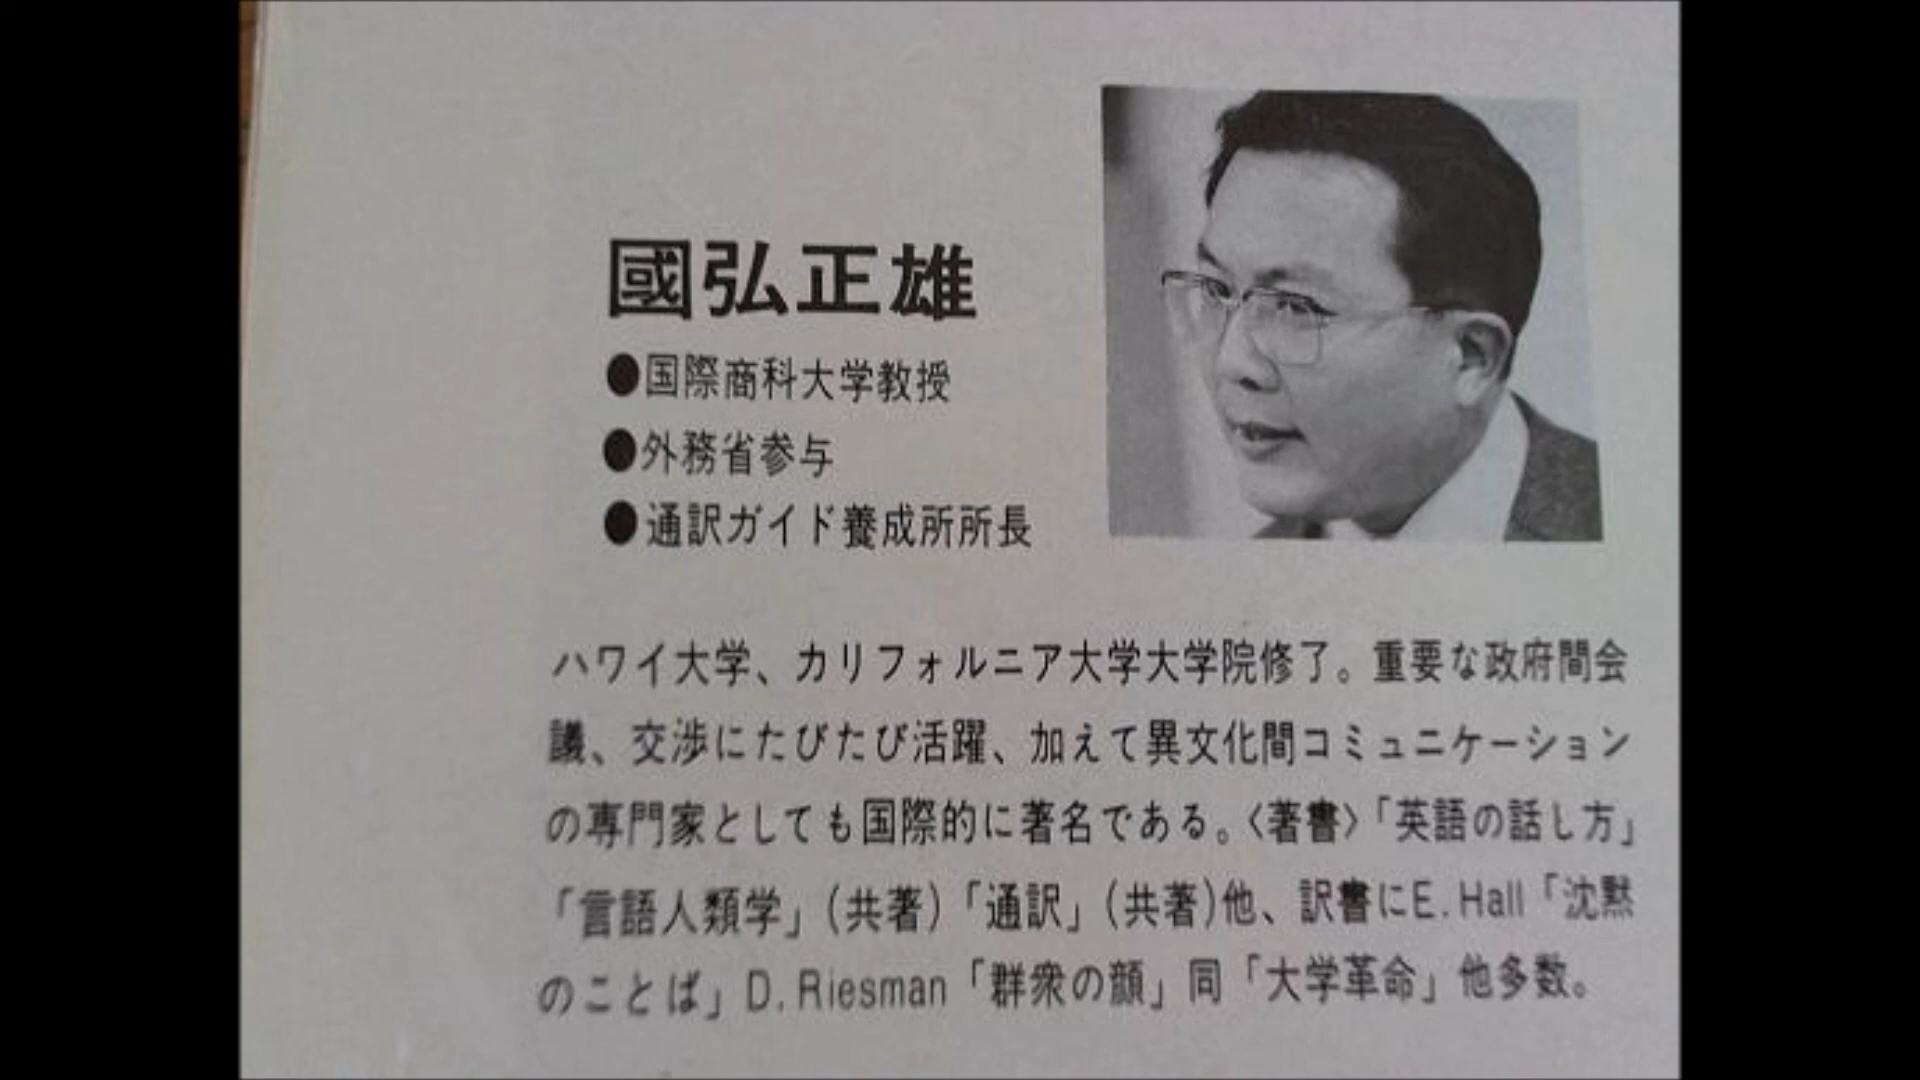 國弘正雄
●国際商科大学教授
●外務省参与
●通訳ガイド養成所所長
ハワイ大学、カリフォルニア大学大学院修了。重要な政府間会
議、交渉にたびたび活躍、加えて異文化間コミュニケーション
の専門家としても国際的に著名である。〈著書〉「英語の話し方」
「言語人類学」(共著)「通訳」(共著)他、訳書にE.Hall「沈黙
のことば」D.Riesman「群衆の顔」同「大学革命」他多数。